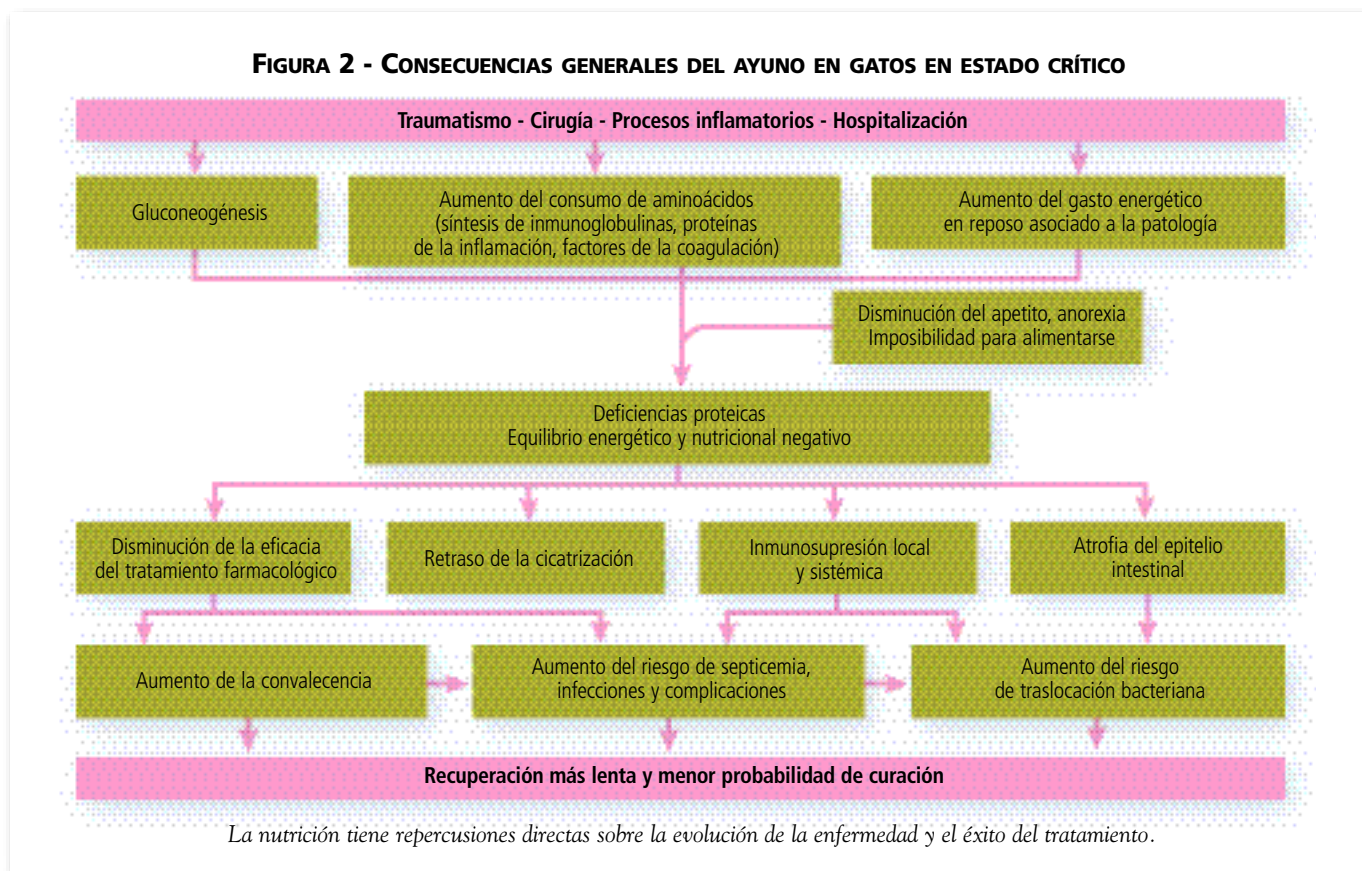 FIGURA 2 - CONSECUENCIAS GENERALES DEL AYUNO EN GATOS EN ESTADO CRÍTICO
Traumatismo - Cirugía - Procesos inflamatorios - Hospitalización
Gluconeogénesis
Aumento del consumo de aminoácidos
(síntesis de inmunoglobulinas, proteínas
de la inflamación, factores de la coagulación)
Aumento del gasto energético
en reposo asociado a la patología
Disminución del apetito, anorexia
Imposibilidad para alimentarse
Deficiencias proteicas
Equilibrio energético y nutricional negativo
Disminución de la eficacia
del tratamiento farmacológico
Retraso de la cicatrización
Inmunosupresión local
y sistémica
Atrofia del epitelio
intestinal
Aumento de la convalecencia
Aumento del riesgo de septicemia,
infecciones y complicaciones
Aumento del riesgo
de traslocación bacteriana
Recuperación más lenta y menor probabilidad de curación
La nutrición tiene repercusiones directas sobre la evolución de la enfermedad y el éxito del tratamiento.